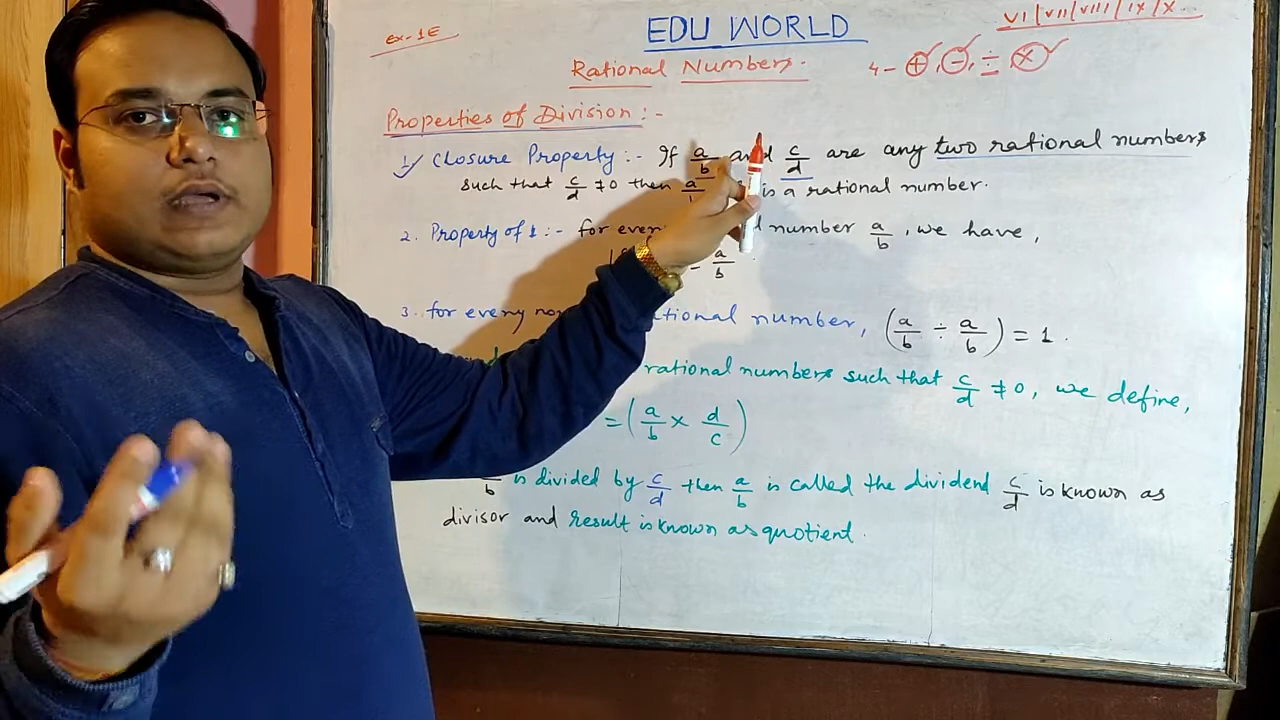 ex-1E
EDU WORLD
VI | VII | VIII | IX | X
Rational Numbers.
4- +, -, ÷ ×
Properties of Division :-
1. Closure Property :- If a/b and c/d are any two rational numbers
such that c/d ≠ 0 then is a rational number.
2. Property of 1 :- for every number a/b, we have,
= a/b
3. for every rational number, (a/b ÷ a/b) = 1.
rational numbers such that c/d ≠ 0, we define,
= (a/b × d/c)
is divided by c/d then a/b is called the dividend c/d is known as
divisor and result is known as quotient.